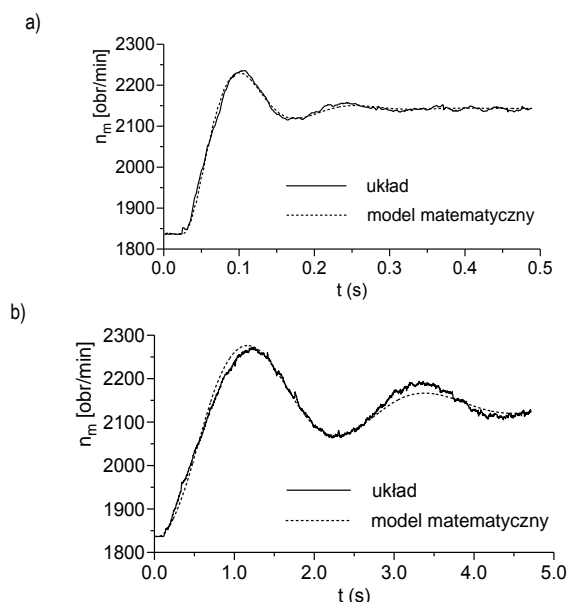 a)
2300
2200
2100
2000
1900
1800
n_m [obr/min]
układ
model matematyczny
0.0 0.1 0.2 0.3 0.4 0.5
t (s)
b)
2300
2200
2100
2000
1900
1800
n_m [obr/min]
układ
model matematyczny
0.0 1.0 2.0 3.0 4.0 5.0
t (s)